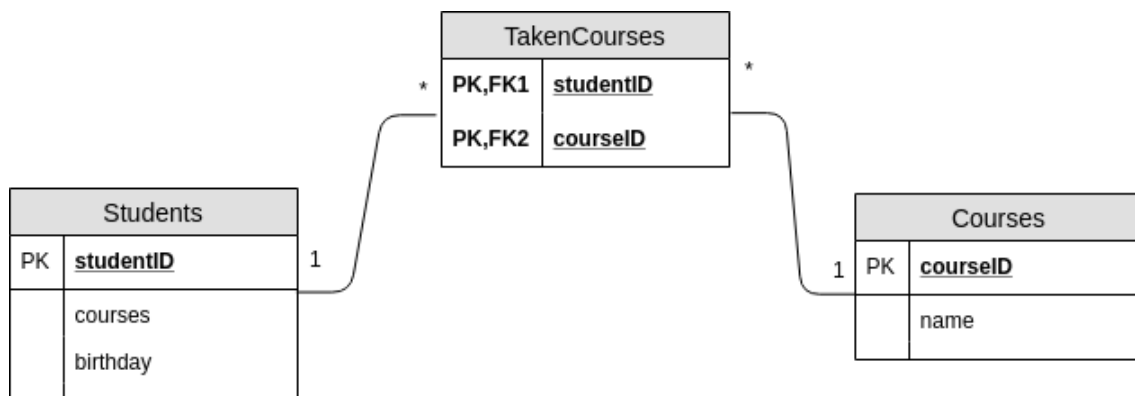 TakenCourses
* PK,FK1 studentID *
PK,FK2 courseID
Students
PK studentID 1
courses
birthday
Courses
1 PK courseID
name